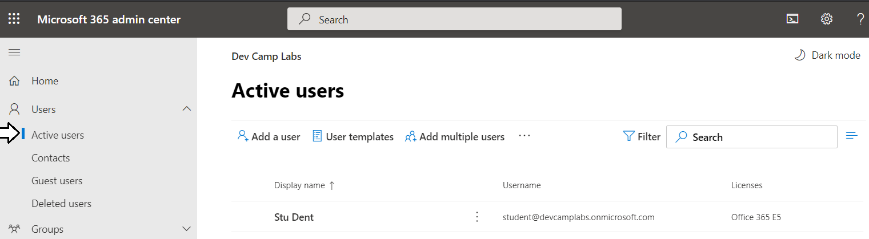 Microsoft 365 admin center
Search
?
Dev Camp Labs
Dark mode
Home
Users
Active users
Contacts
Guest users
Deleted users
Groups
Active users
Add a user
User templates
Add multiple users
...
Filter
Search
Display name ↑
Username
Licenses
Stu Dent
student@devcamplabs.onmicrosoft.com
Office 365 E5